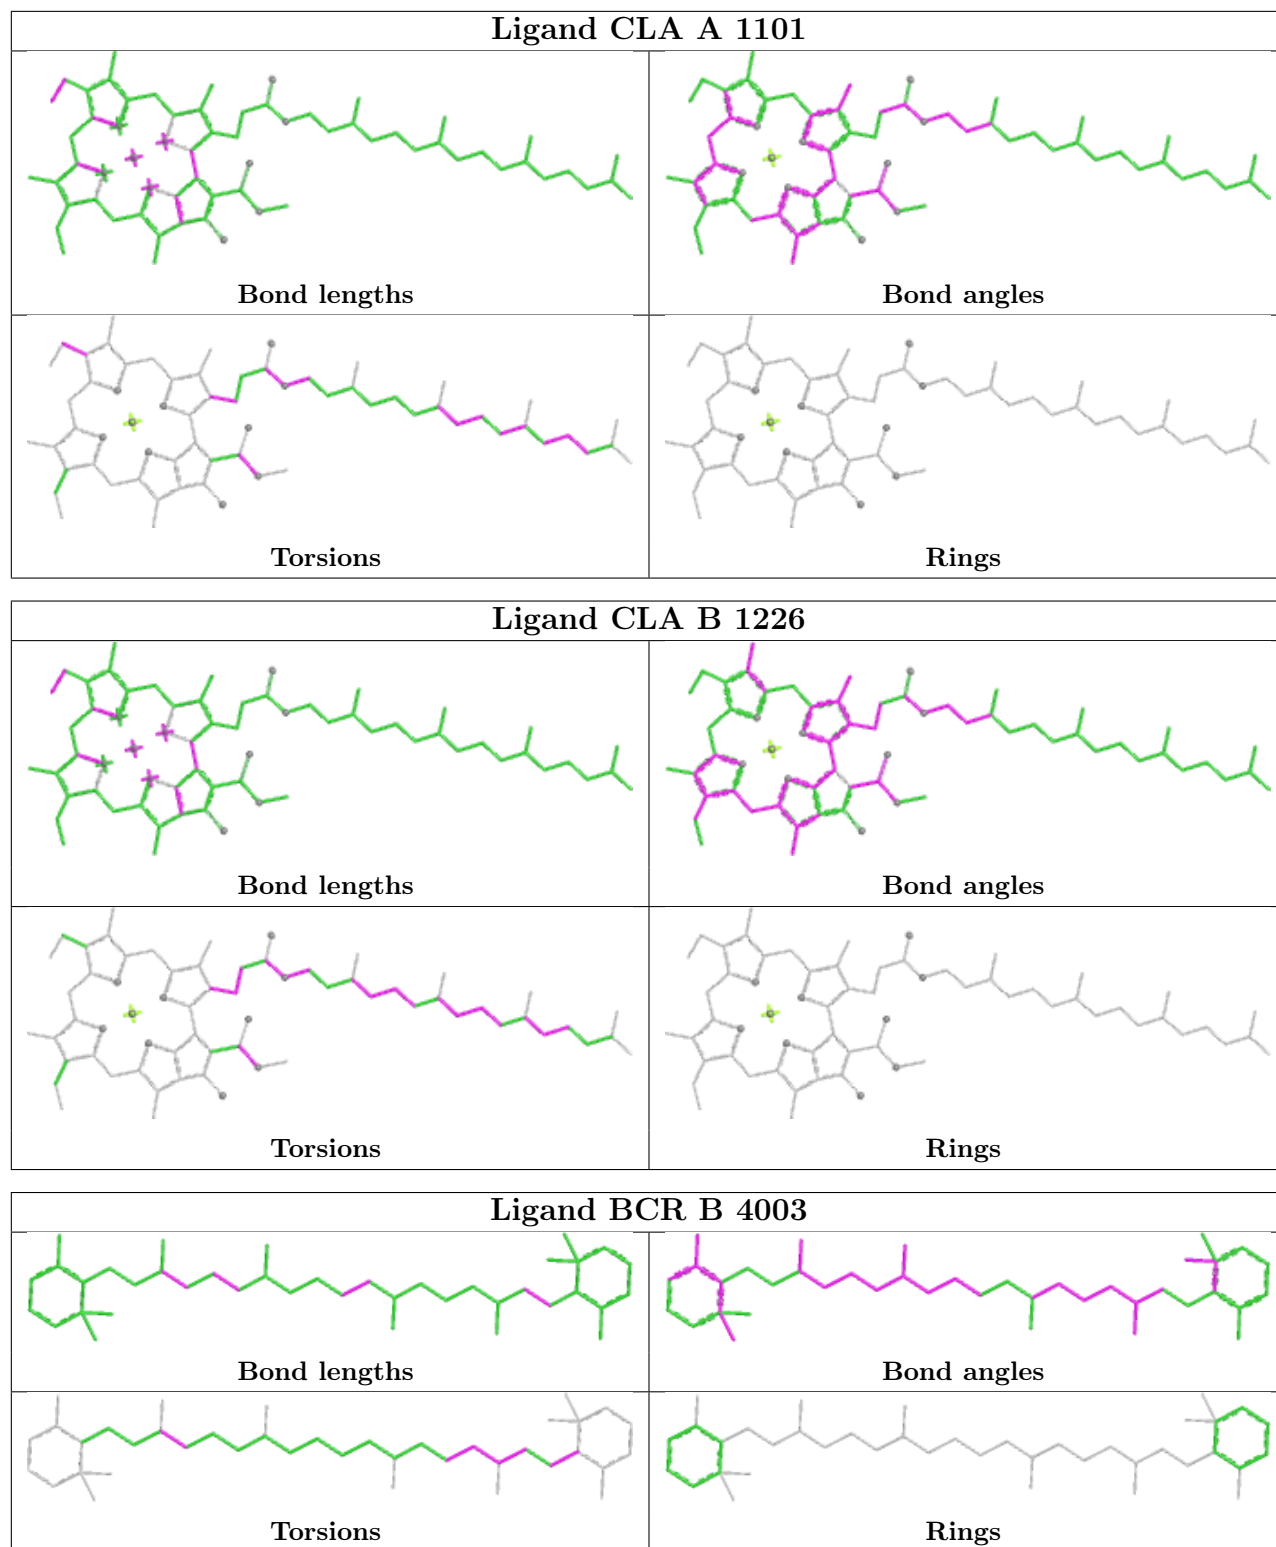 Ligand CLA A 1101
Bond lengths
Bond angles
Torsions
Rings
Ligand CLA B 1226
Bond lengths
Bond angles
Torsions
Rings
Ligand BCR B 4003
Bond lengths
Bond angles
Torsions
Rings